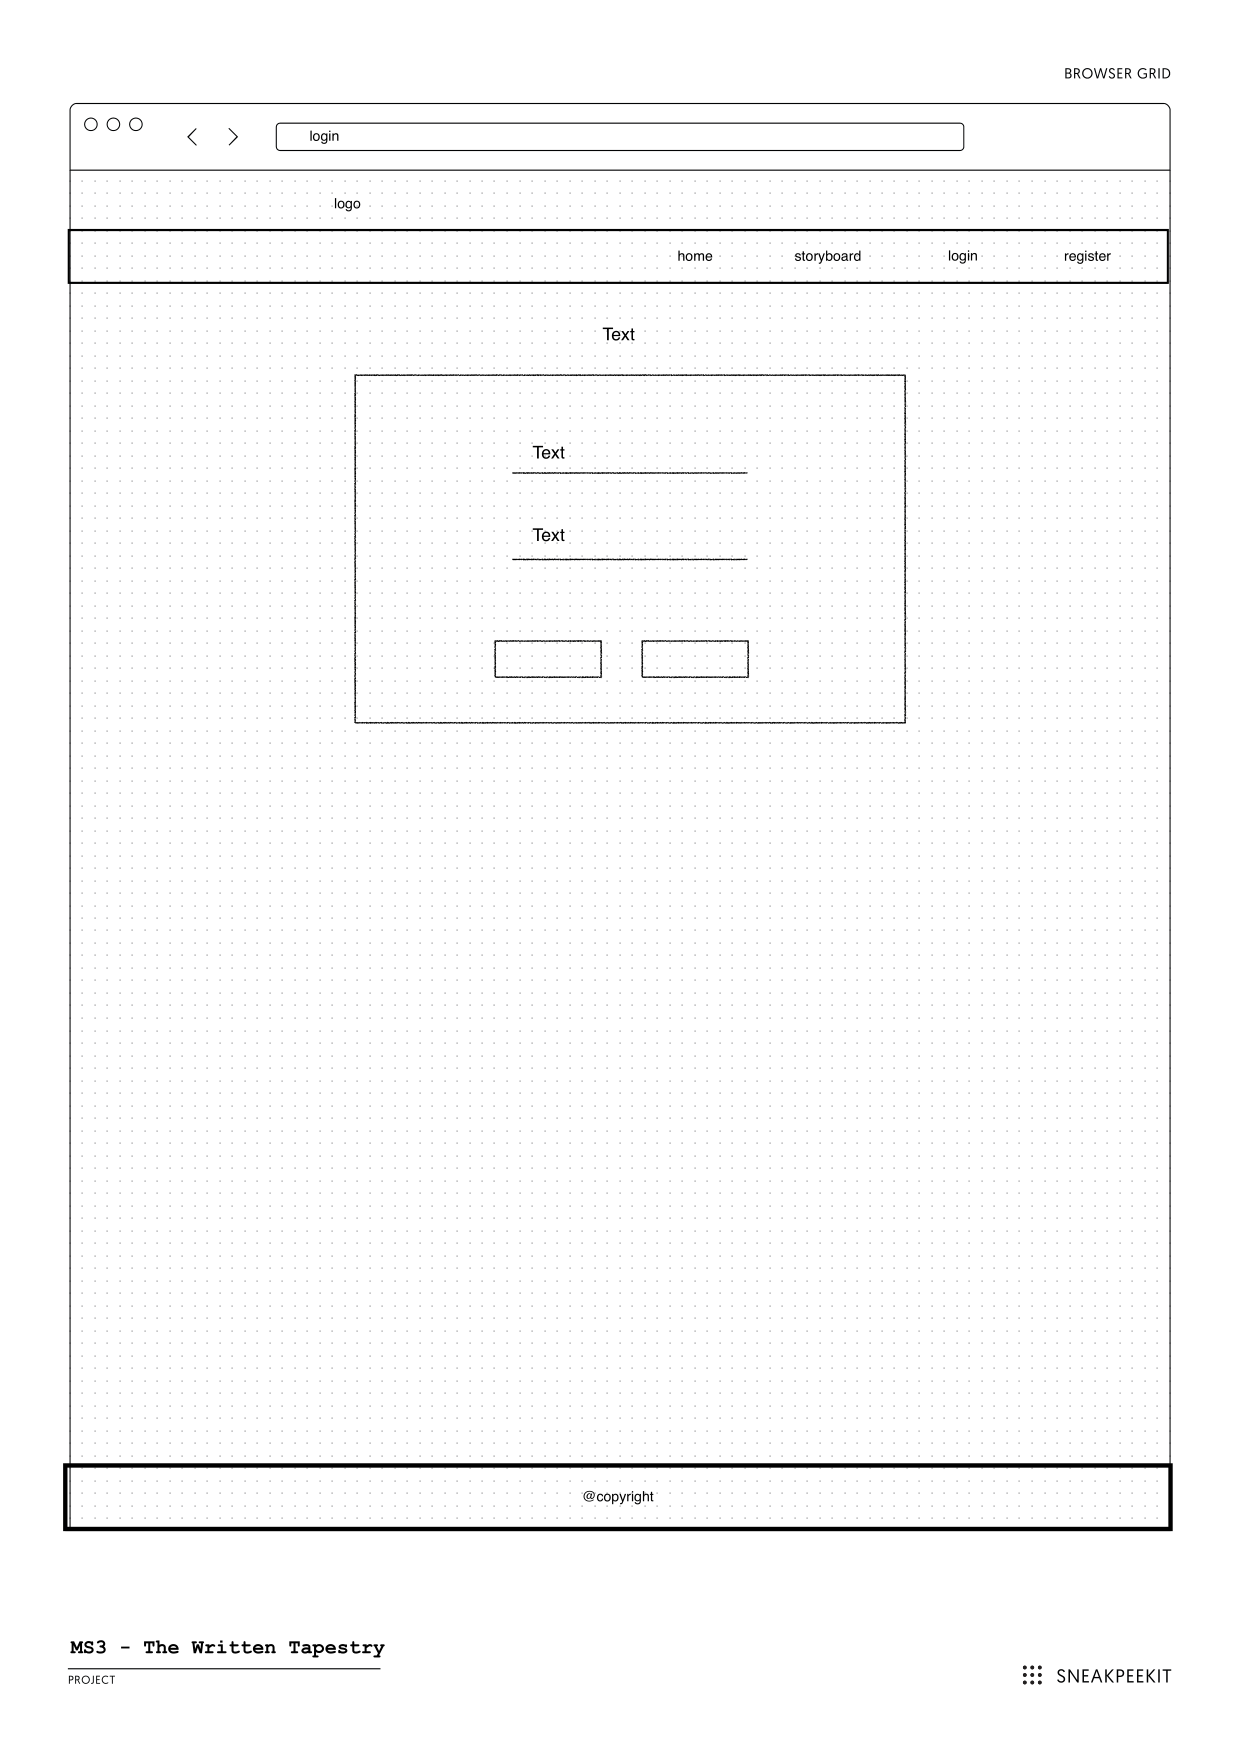 BROWSER GRID
login
logo
home storyboard login register
Text
Text
Text
@copyright
MS3 - The Written Tapestry
PROJECT
SNEAKPEEKIT